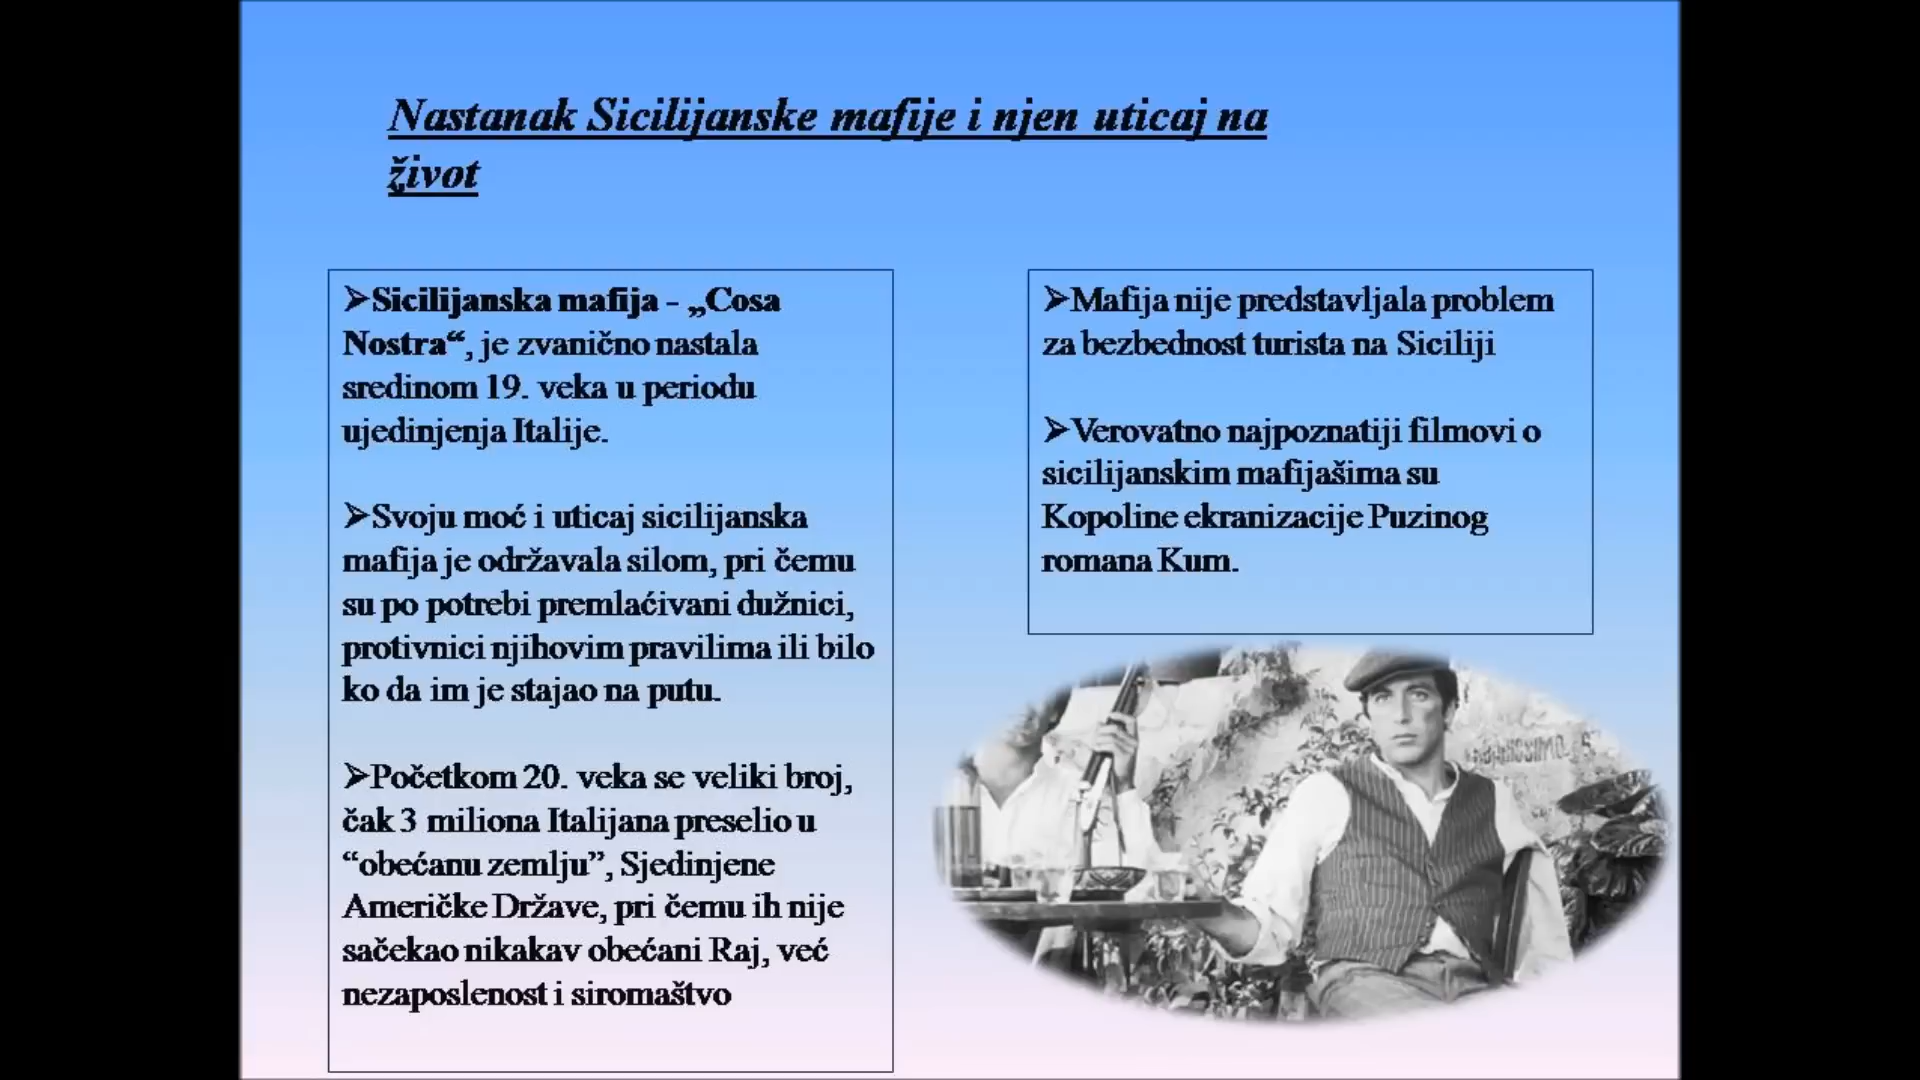 Nastanak Sicilijanske mafije i njen uticaj na
život
➢Sicilijanska mafija - „Cosa
Nostra“, je zvanično nastala
sredinom 19. veka u periodu
ujedinjenja Italije.
➢Svoju moć i uticaj sicilijanska
mafija je održavala silom, pri čemu
su po potrebi premlaćivani dužnici,
protivnici njihovim pravilima ili bilo
ko da im je stajao na putu.
➢Početkom 20. veka se veliki broj,
čak 3 miliona Italijana preselio u
“obećanu zemlju”, Sjedinjene
Američke Države, pri čemu ih nije
sačekao nikakav obećani Raj, već
nezaposlenost i siromaštvo
➢Mafija nije predstavljala problem
za bezbednost turista na Siciliji
➢Verovatno najpoznatiji filmovi o
sicilijanskim mafijašima su
Kopoline ekranizacije Puzinog
romana Kum.